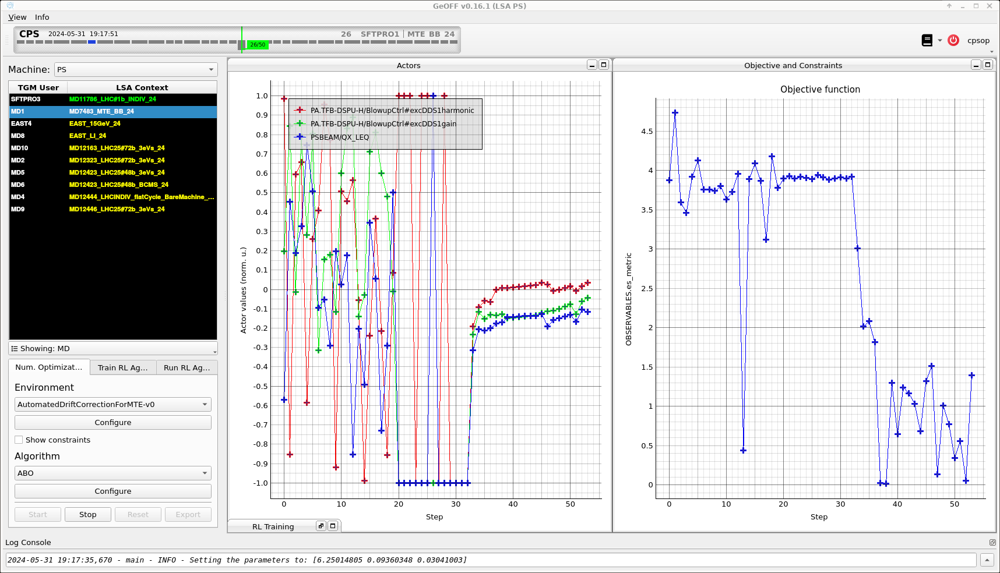 GeOFF v0.16.1 (LSA PS)
View Info
CPS 2024-05-31 19:17:51 26 SFTPRO1 | MTE BB 24
26/50
cpsop
Machine: PS
TGM User LSA Context
SFTPRO3 MD11786_LHC#1b_INDIV_24
MD1 MD7483_MTE_BB_24
EAST4 EAST_15GeV_24
MD8 EAST_LI_24
MD10 MD12163_LHC25#72b_3eVs_24
MD2 MD12323_LHC25#72b_3eVs_24
MD5 MD12423_LHC25#48b_3eVs_24
MD6 MD12423_LHC25#48b_BCMS_24
MD4 MD12444_LHCINDIV_flatCycle_BareMachine_...
MD9 MD12446_LHC25#72b_3eVs_24
Showing: MD
Num. Optimizat... Train RL Ag... Run RL Ag...
Environment
AutomatedDriftCorrectionForMTE-v0
Configure
Show constraints
Algorithm
ABO
Configure
Start Stop Reset Export
Actors
PA.TFB-DSPU-H/BlowupCtrl#excDDS1harmonic
PA.TFB-DSPU-H/BlowupCtrl#excDDS1gain
PSBEAM/QX_LEQ
Actor values (norm. u.)
1.0
0.9
0.8
0.7
0.6
0.5
0.4
0.3
0.2
0.1
0
-0.1
-0.2
-0.3
-0.4
-0.5
-0.6
-0.7
-0.8
-0.9
-1.0
0 10 20 30 40 50
Step
RL Training
Objective and Constraints
Objective function
OBSERVABLES.es_metric
4.5
4
3.5
3
2.5
2
1.5
1
0.5
0
0 10 20 30 40 50
Step
Log Console
2024-05-31 19:17:35,670 - main - INFO - Setting the parameters to: [6.25014805 0.09360348 0.03041003]